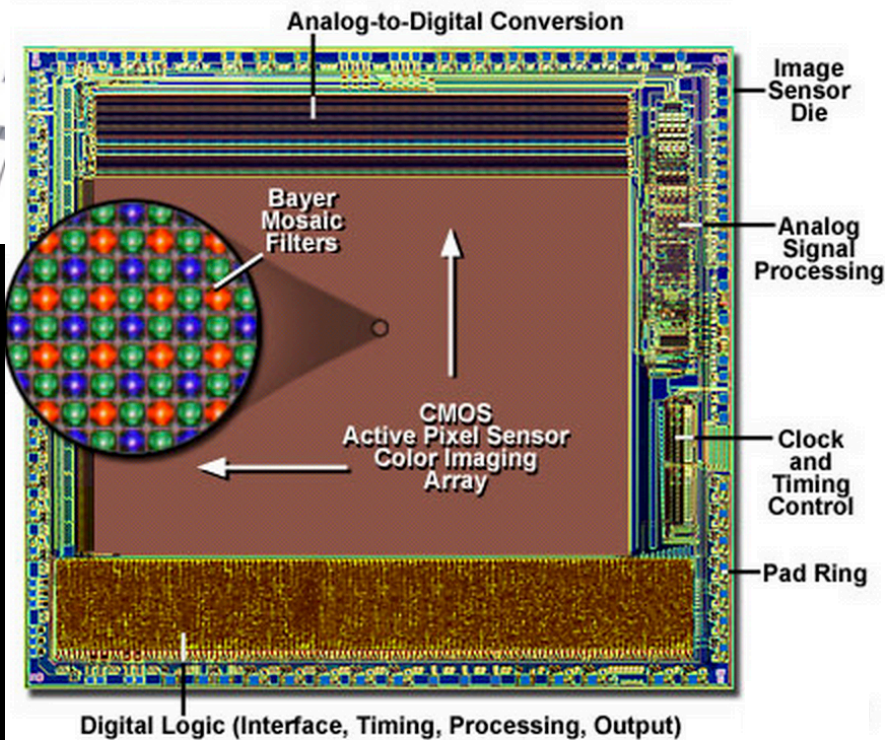 Analog-to-Digital Conversion
Image
Sensor
Die
Bayer
Mosaic
Filters
Analog
Signal
Processing
CMOS
Active Pixel Sensor
Color Imaging
Array
Clock
and
Timing
Control
Pad Ring
Digital Logic (Interface, Timing, Processing, Output)